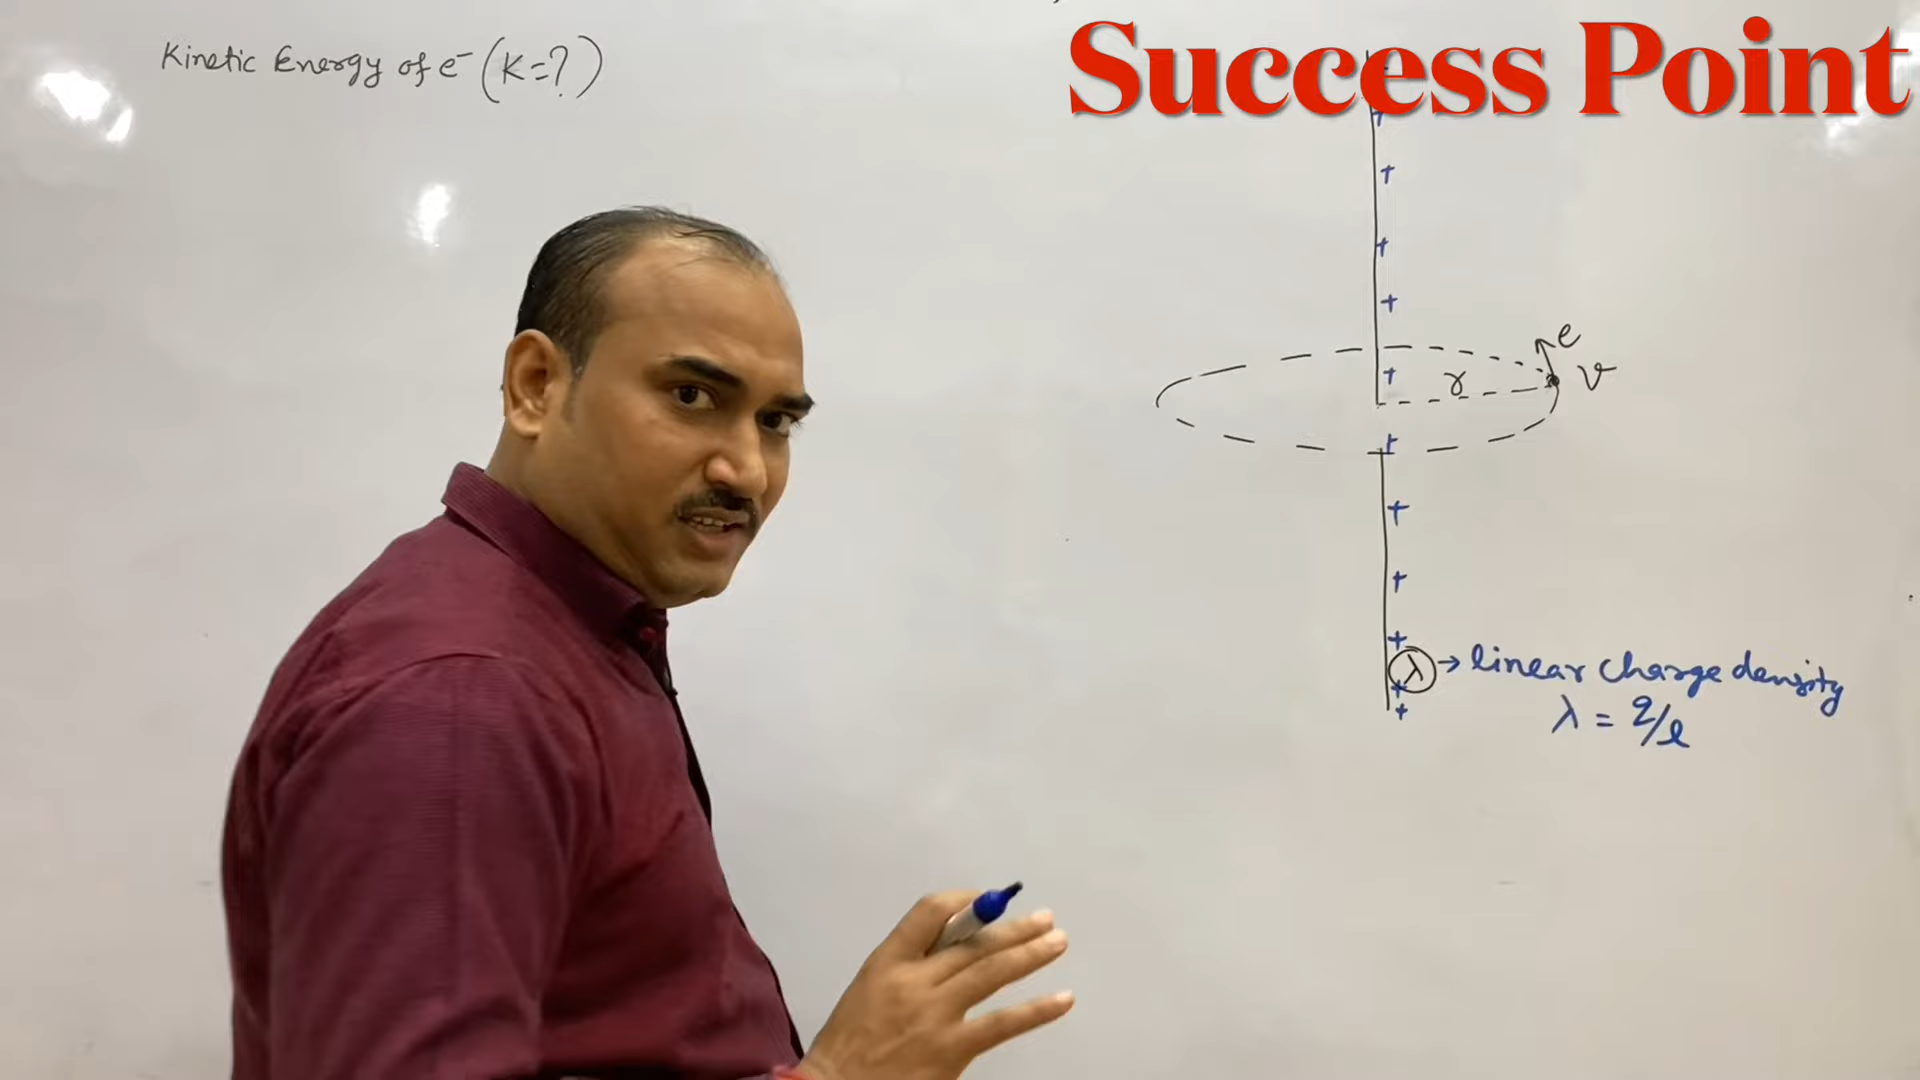 Kinetic Energy of e⁻ (K=?)
Success Point
+
+
+
+
e
+
r
v
+
+
+
+
λ → linear charge density
+
λ = q/l
+